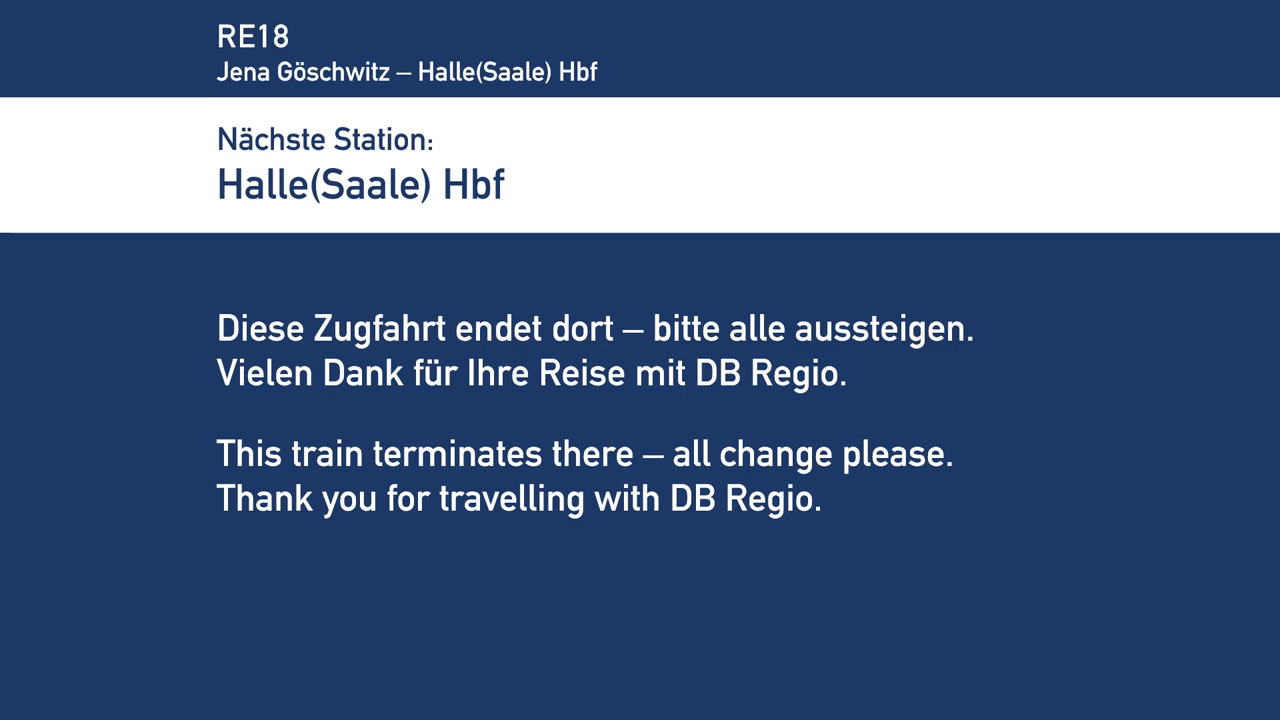 RE18
Jena Göschwitz – Halle(Saale) Hbf
Nächste Station:
Halle(Saale) Hbf
Diese Zugfahrt endet dort – bitte alle aussteigen.
Vielen Dank für Ihre Reise mit DB Regio.
This train terminates there – all change please.
Thank you for travelling with DB Regio.